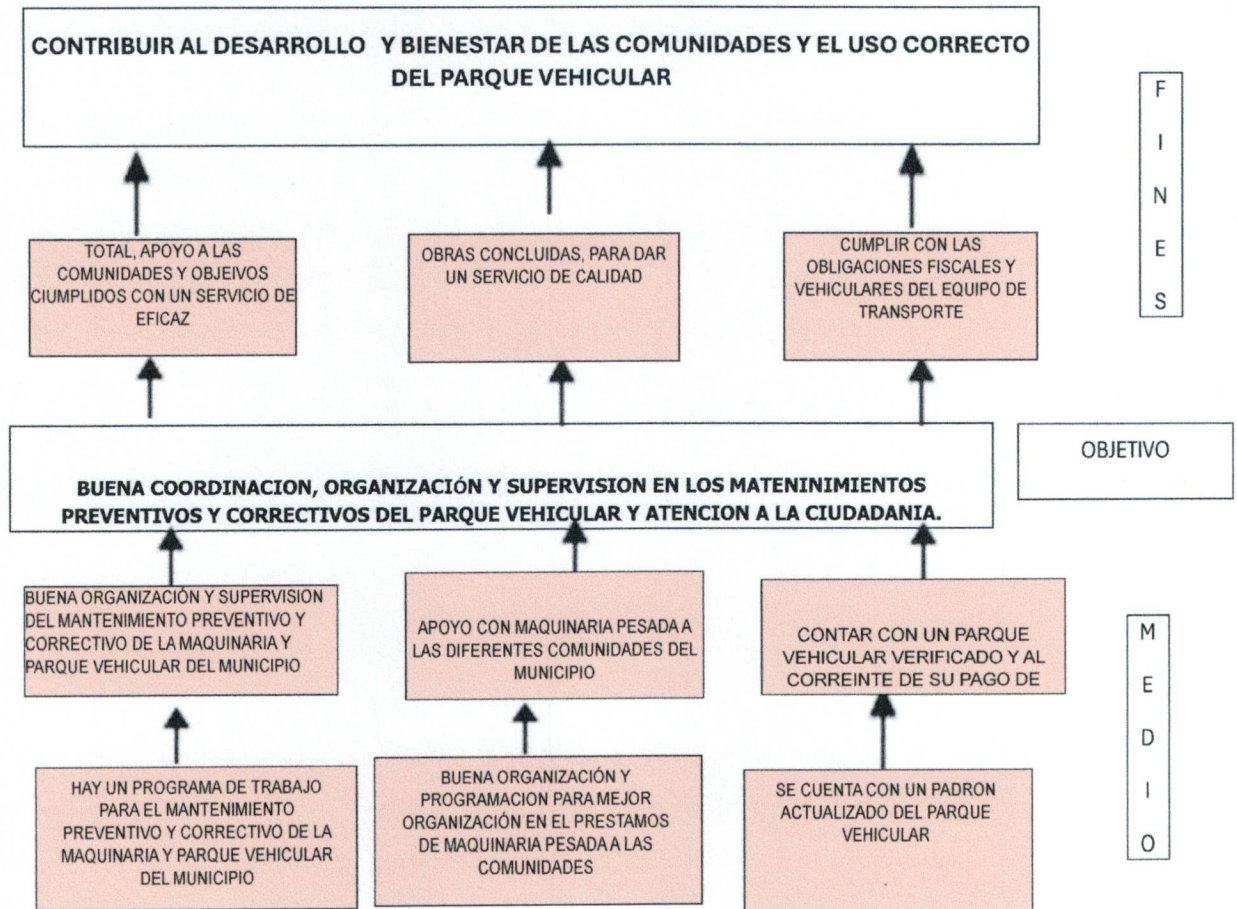 CONTRIBUIR AL DESARROLLO Y BIENESTAR DE LAS COMUNIDADES Y EL USO CORRECTO
DEL PARQUE VEHICULAR
F
I
N
E
S
TOTAL, APOYO A LAS
COMUNIDADES Y OBJEIVOS
CIUMPLIDOS CON UN SERVICIO DE
EFICAZ
OBRAS CONCLUIDAS, PARA DAR
UN SERVICIO DE CALIDAD
CUMPLIR CON LAS
OBLIGACIONES FISCALES Y
VEHICULARES DEL EQUIPO DE
TRANSPORTE
BUENA COORDINACION, ORGANIZACIÓN Y SUPERVISION EN LOS MATENINIMIENTOS
PREVENTIVOS Y CORRECTIVOS DEL PARQUE VEHICULAR Y ATENCION A LA CIUDADANIA.
OBJETIVO
BUENA ORGANIZACIÓN Y SUPERVISION
DEL MANTENIMIENTO PREVENTIVO Y
CORRECTIVO DE LA MAQUINARIA Y
PARQUE VEHICULAR DEL MUNICIPIO
APOYO CON MAQUINARIA PESADA A
LAS DIFERENTES COMUNIDADES DEL
MUNICIPIO
CONTAR CON UN PARQUE
VEHICULAR VERIFICADO Y AL
CORREINTE DE SU PAGO DE
M
E
D
I
O
HAY UN PROGRAMA DE TRABAJO
PARA EL MANTENIMIENTO
PREVENTIVO Y CORRECTIVO DE LA
MAQUINARIA Y PARQUE VEHICULAR
DEL MUNICIPIO
BUENA ORGANIZACIÓN Y
PROGRAMACION PARA MEJOR
ORGANIZACIÓN EN EL PRESTAMOS
DE MAQUINARIA PESADA A LAS
COMUNIDADES
SE CUENTA CON UN PADRON
ACTUALIZADO DEL PARQUE
VEHICULAR